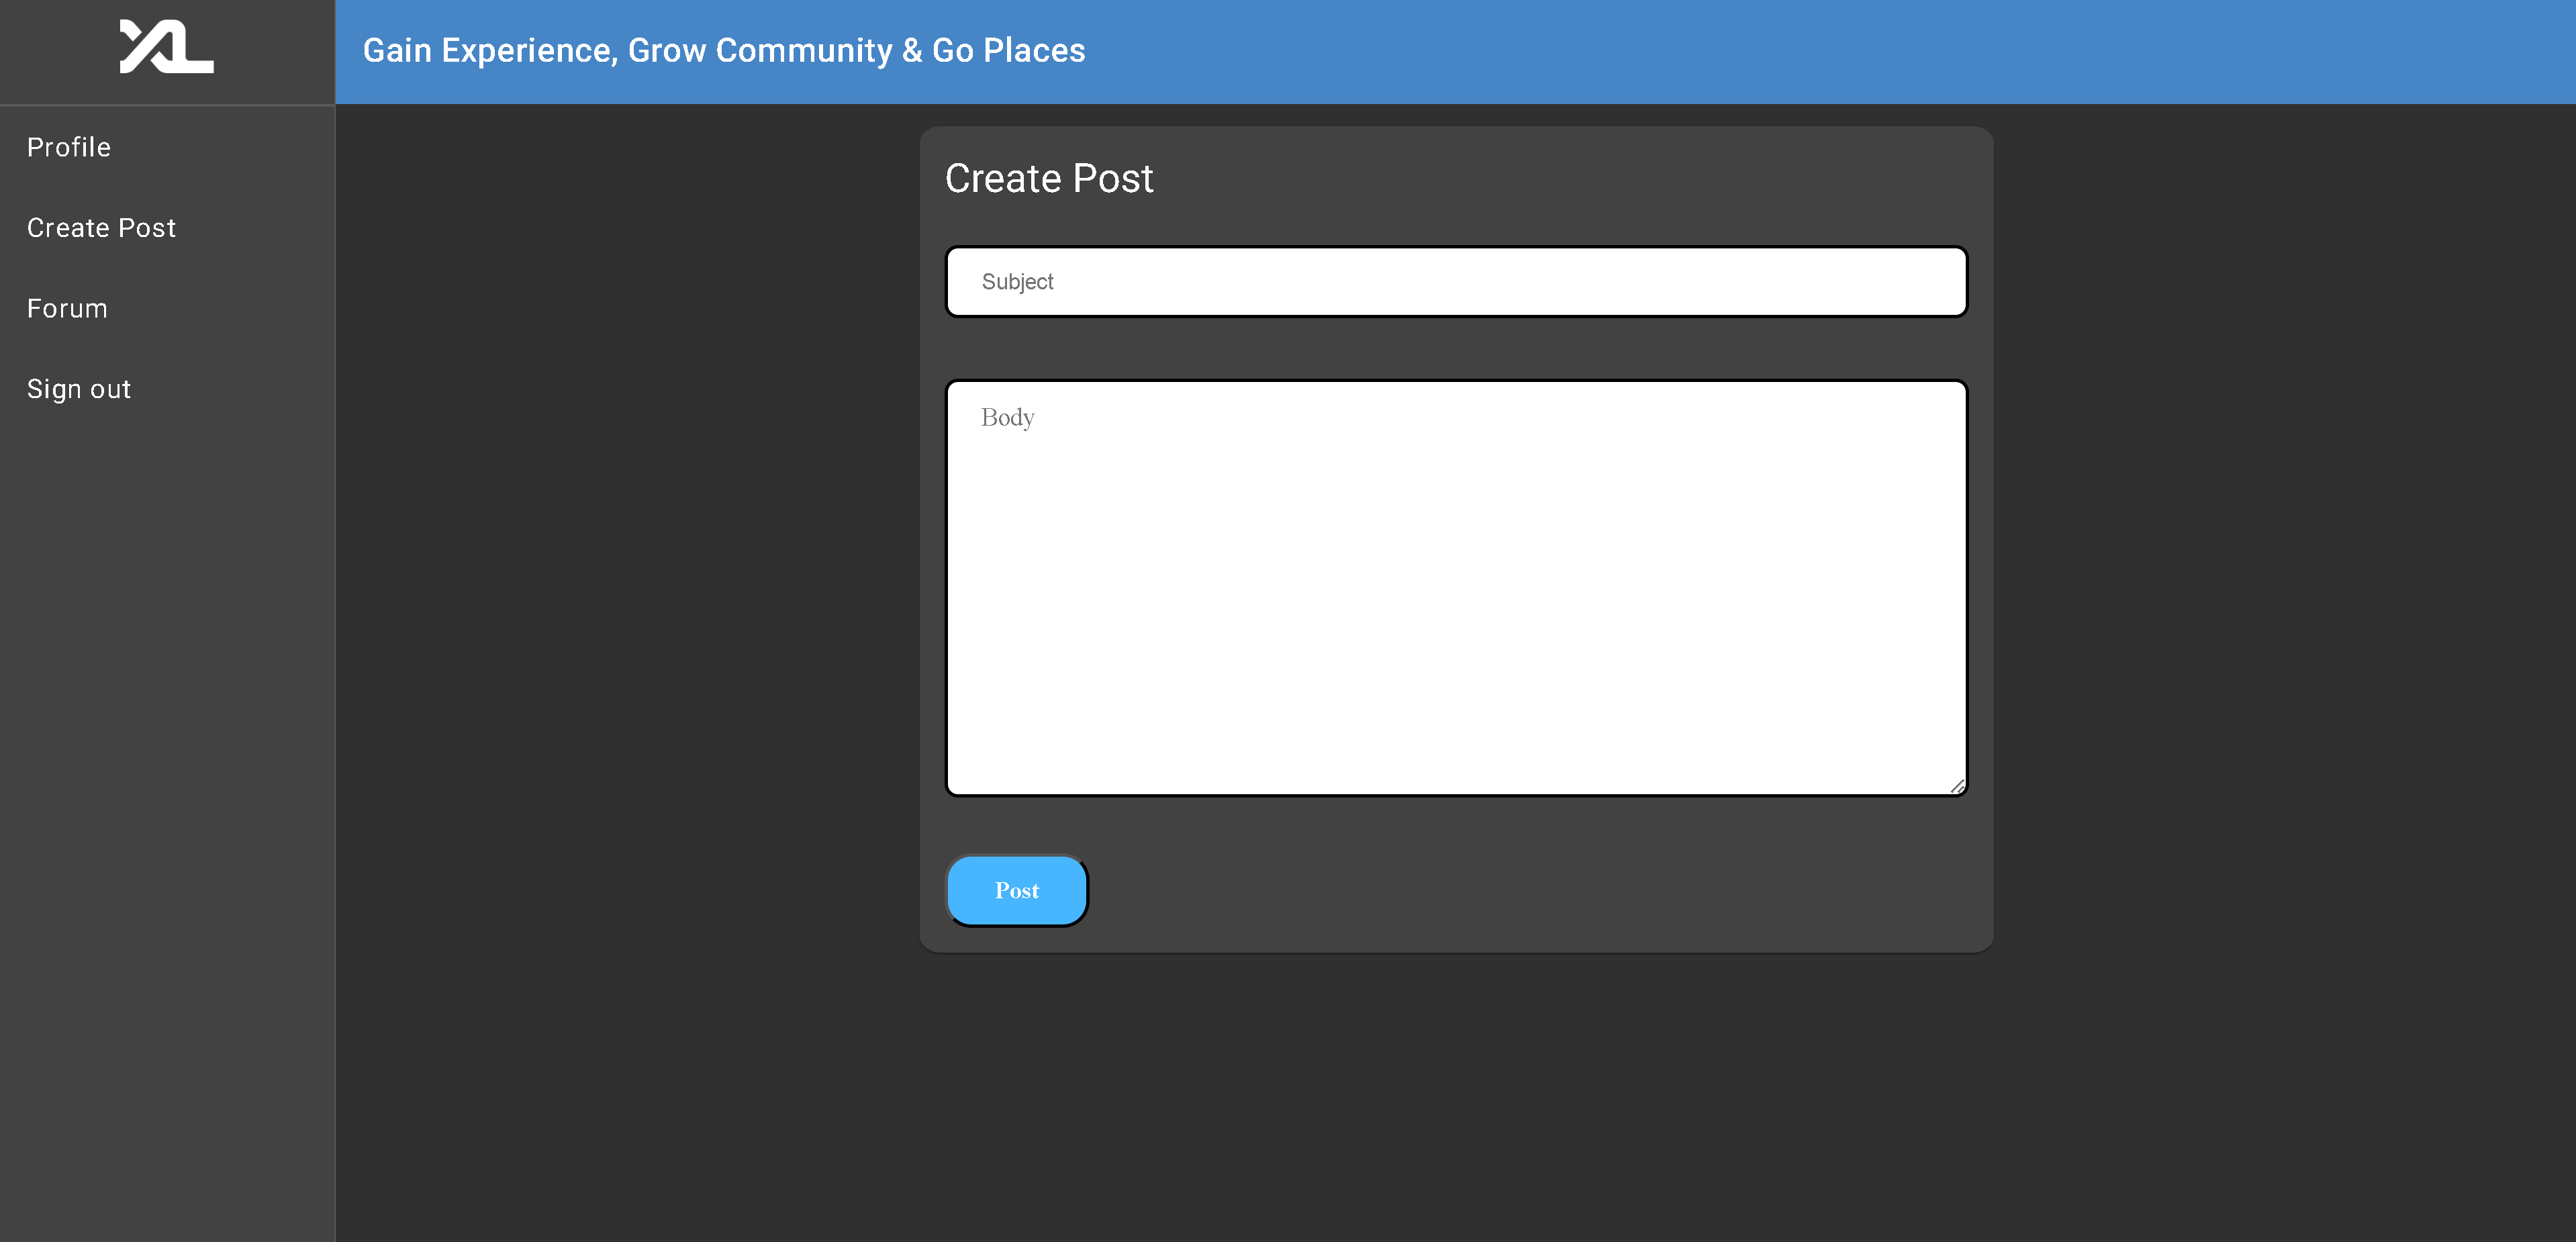 XL
Gain Experience, Grow Community & Go Places
Profile
Create Post
Forum
Sign out
Create Post
Subject
Body
Post